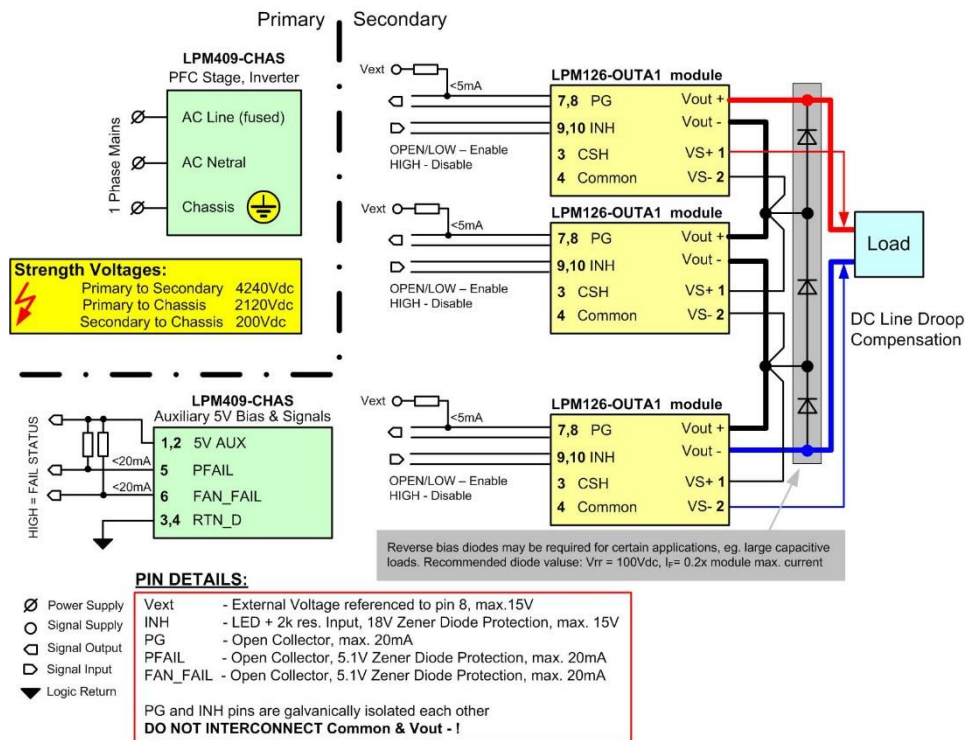 Primary
Secondary
LPM409-CHAS
PFC Stage, Inverter
1 Phase Mains
AC Line (fused)
AC Netral
Chassis
Strength Voltages:
Primary to Secondary 4240Vdc
Primary to Chassis 2120Vdc
Secondary to Chassis 200Vdc
LPM409-CHAS
Auxiliary 5V Bias & Signals
HIGH = FAIL STATUS
<20mA
<20mA
1,2 5V AUX
5 PFAIL
6 FAN_FAIL
3,4 RTN_D
Vext
<5mA
OPEN/LOW – Enable
HIGH - Disable
LPM126-OUTA1 module
7,8 PG Vout +
9,10 INH Vout -
3 CSH VS+ 1
4 Common VS- 2
Vext
<5mA
OPEN/LOW – Enable
HIGH - Disable
LPM126-OUTA1 module
7,8 PG Vout +
9,10 INH Vout -
3 CSH VS+ 1
4 Common VS- 2
Vext
<5mA
OPEN/LOW – Enable
HIGH - Disable
LPM126-OUTA1 module
7,8 PG Vout +
9,10 INH Vout -
3 CSH VS+ 1
4 Common VS- 2
Load
DC Line Droop
Compensation
Reverse bias diodes may be required for certain applications, eg. large capacitive
loads. Recommended diode valuse: Vrr = 100Vdc, IF= 0.2x module max. current
PIN DETAILS:
Power Supply
Signal Supply
Signal Output
Signal Input
Logic Return
Vext - External Voltage referenced to pin 8, max.15V
INH - LED + 2k res. Input, 18V Zener Diode Protection, max. 15V
PG - Open Collector, max. 20mA
PFAIL - Open Collector, 5.1V Zener Diode Protection, max. 20mA
FAN_FAIL - Open Collector, 5.1V Zener Diode Protection, max. 20mA
PG and INH pins are galvanically isolated each other
DO NOT INTERCONNECT Common & Vout - !